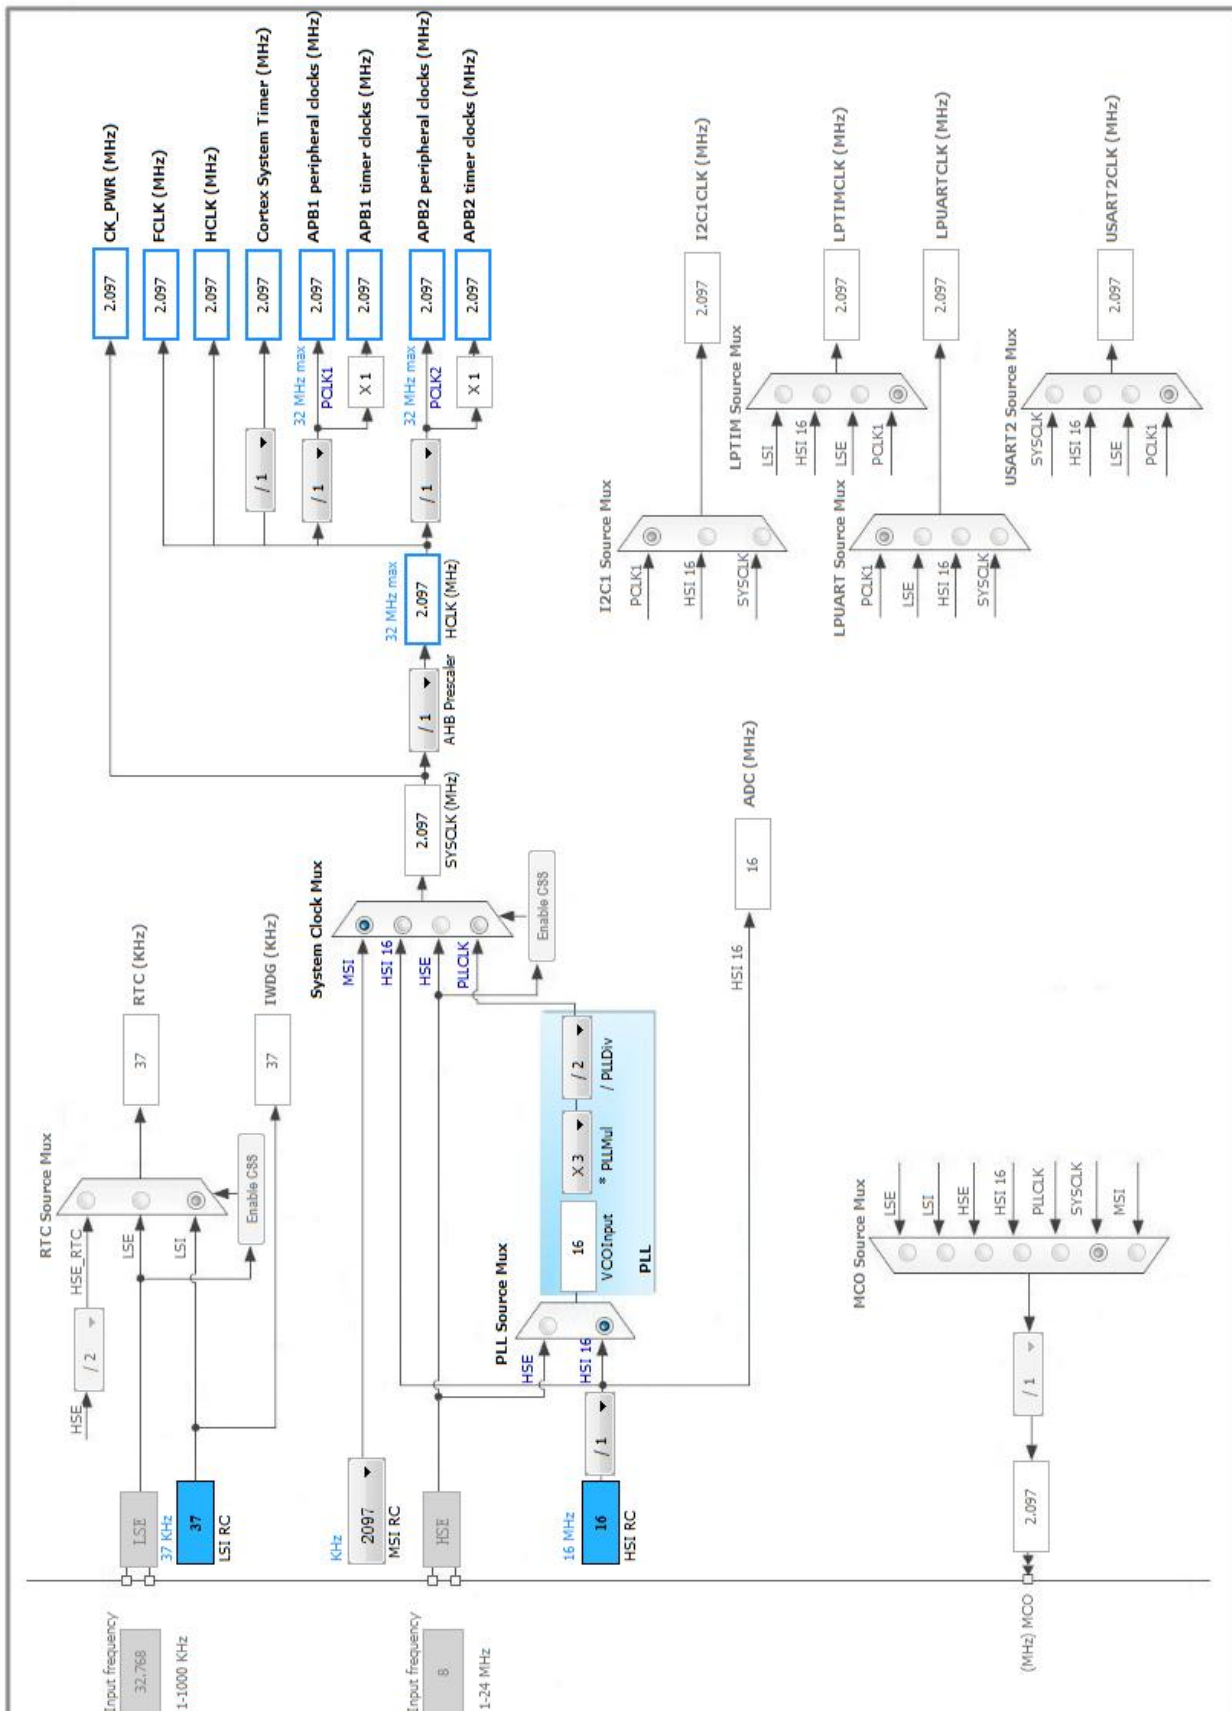 Input frequency
32.768
1-1000 KHz
LSE
37 KHz
37
LSI RC
HSE
/ 2
HSE_RTC
LSE
LSI
RTC Source Mux
Enable CSS
37
RTC (KHz)
37
IWDG (KHz)
KHz
2097
MSI RC
Input frequency
8
1-24 MHz
HSE
16 MHz
16
HSI RC
/ 1
HSE
HSI 16
PLL Source Mux
16
VCOInput
X 3
* PLLMul
/ 2
/ PLLDiv
PLL
System Clock Mux
MSI
HSI 16
HSE
PLLCLK
Enable CSS
2.097
SYSCLK (MHz)
/ 1
AHB Prescaler
32 MHz max
2.097
HCLK (MHz)
/ 1
/ 1
/ 1
32 MHz max
PCLK1
X 1
32 MHz max
PCLK2
X 1
2.097
CK_PWR (MHz)
2.097
FCLK (MHz)
2.097
HCLK (MHz)
2.097
Cortex System Timer (MHz)
2.097
APB1 peripheral clocks (MHz)
2.097
APB1 timer clocks (MHz)
2.097
APB2 peripheral clocks (MHz)
2.097
APB2 timer clocks (MHz)
HSI 16
16
ADC (MHz)
I2C1 Source Mux
PCLK1
HSI 16
SYSCLK
2.097
I2C1CLK (MHz)
LPTIM Source Mux
LSI
HSI 16
LSE
PCLK1
2.097
LPTIMCLK (MHz)
LPUART Source Mux
PCLK1
LSE
HSI 16
SYSCLK
2.097
LPUARTCLK (MHz)
USART2 Source Mux
SYSCLK
HSI 16
LSE
PCLK1
2.097
USART2CLK (MHz)
MCO Source Mux
LSE
LSI
HSE
HSI 16
PLLCLK
SYSCLK
MSI
/ 1
2.097
(MHz) MCO